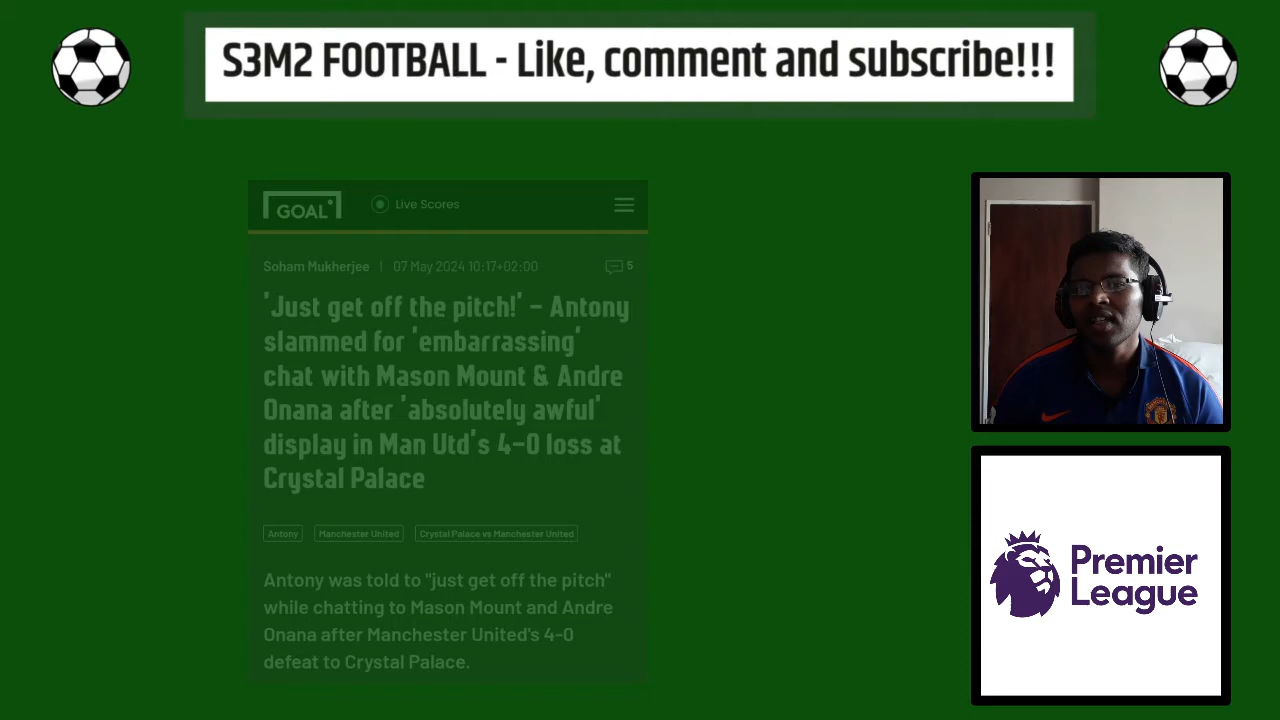 S3M2 FOOTBALL - Like, comment and subscribe!!!
GOAL
Live Scores
Soham Mukherjee | 07 May 2024 10:17+02:00
5
'Just get off the pitch!' - Antony
slammed for 'embarrassing'
chat with Mason Mount & Andre
Onana after 'absolutely awful'
display in Man Utd's 4-0 loss at
Crystal Palace
Antony
Manchester United
Crystal Palace vs Manchester United
Antony was told to "just get off the pitch"
while chatting to Mason Mount and Andre
Onana after Manchester United's 4-0
defeat to Crystal Palace.
Premier
League